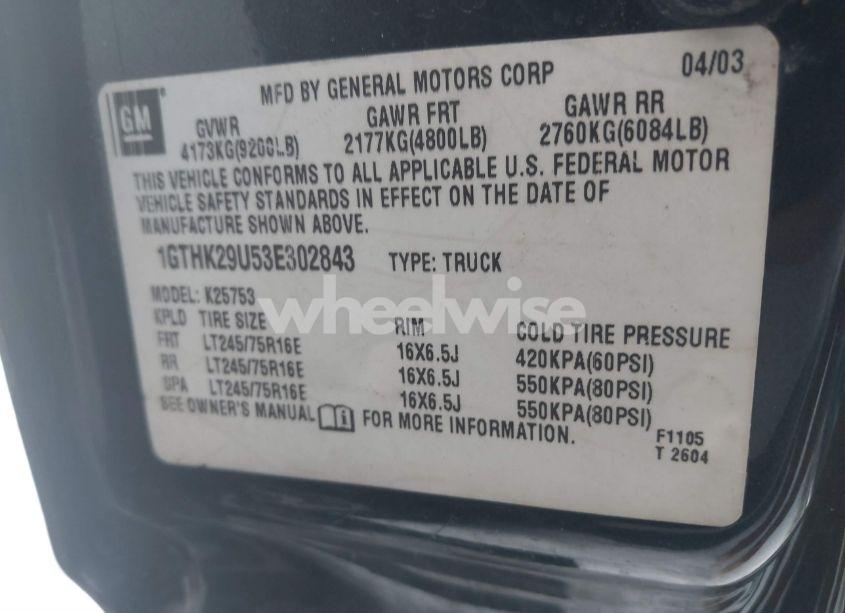 GM
MFD BY GENERAL MOTORS CORP 04/03
GVWR GAWR FRT GAWR RR
4173KG(9200LB) 2177KG(4800LB) 2760KG(6084LB)
THIS VEHICLE CONFORMS TO ALL APPLICABLE U.S. FEDERAL MOTOR
VEHICLE SAFETY STANDARDS IN EFFECT ON THE DATE OF
MANUFACTURE SHOWN ABOVE.
1GTHK29U53E302843 TYPE: TRUCK
MODEL: K25753
wheelwise
KPLD TIRE SIZE RIM COLD TIRE PRESSURE
FRT LT245/75R16E 16X6.5J 420KPA(60PSI)
RR LT245/75R16E 16X6.5J 550KPA(80PSI)
SPA LT245/75R16E 16X6.5J 550KPA(80PSI)
SEE OWNER'S MANUAL FOR MORE INFORMATION.
F1105
T 2604